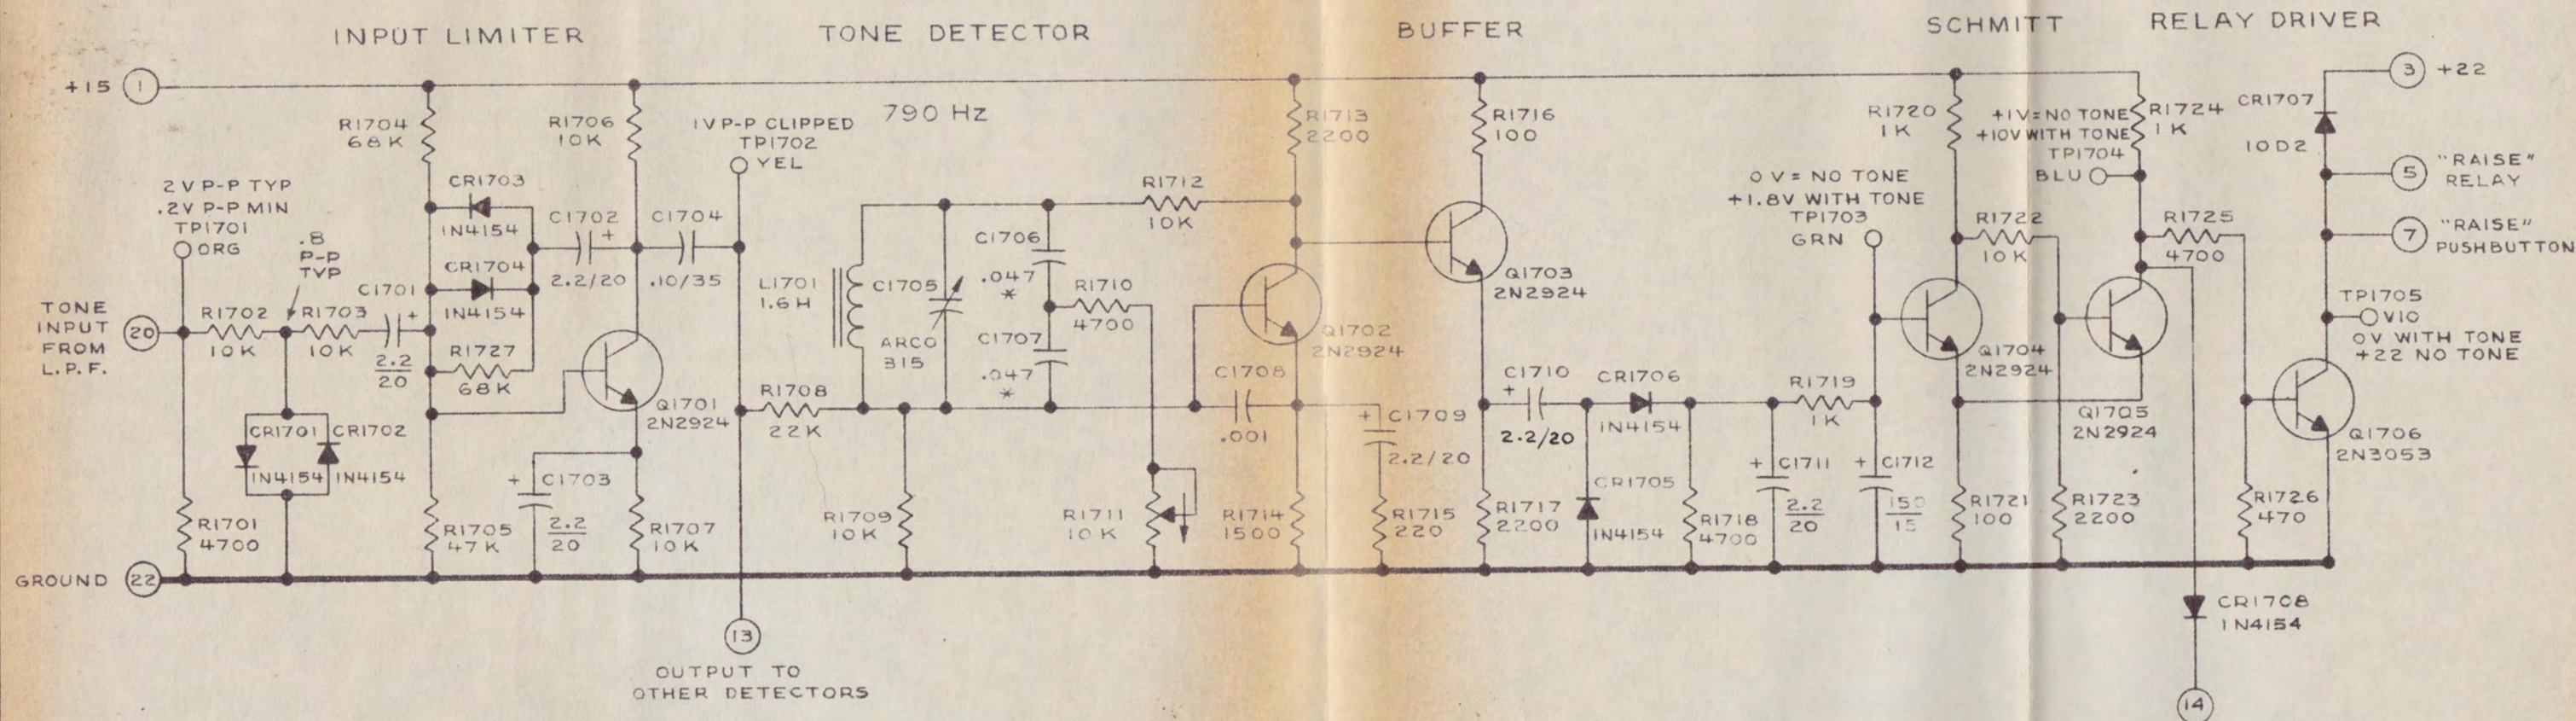 INPUT LIMITER
TONE DETECTOR
BUFFER
SCHMITT
RELAY DRIVER
+15
1
3
+22
R1704
68K
R1706
10K
1V P-P CLIPPED
TP1702
YEL
790 Hz
R1713
2200
R1716
100
R1720
1K
+1V=NO TONE
+10V WITH TONE
TP1704
BLU
R1724
1K
CR1707
10D2
5
"RAISE"
RELAY
7
"RAISE"
PUSHBUTTON
2V P-P TYP
.2V P-P MIN
TP1701
ORG
.8
P-P
TYP
CR1703
1N4154
CR1704
1N4154
C1702
+
2.2/20
C1704
.10/35
R1712
10K
0V = NO TONE
+1.8V WITH TONE
TP1703
GRN
R1722
10K
R1725
4700
TONE
INPUT
FROM
L.P.F.
20
R1702
10K
R1703
10K
C1701
+
2.2
20
R1727
68K
L1701
1.6H
C1705
ARCO
315
C1706
.047
*
C1707
.047
*
R1710
4700
Q1703
2N2924
Q1702
2N2924
Q1704
2N2924
TP1705
VIO
0V WITH TONE
+22 NO TONE
CR1701
1N4154
CR1702
1N4154
Q1701
2N2924
R1708
22K
C1708
.001
+
C1709
2.2/20
C1710
+
2.2/20
CR1706
1N4154
R1719
1K
Q1705
2N2924
Q1706
2N3053
R1701
4700
R1705
47K
+
C1703
2.2
20
R1707
10K
R1709
10K
R1711
10K
R1714
1500
R1715
220
R1717
2200
CR1705
1N4154
R1718
4700
+
C1711
2.2
20
+
C1712
150
15
R1721
100
R1723
2200
R1726
470
GROUND
22
13
OUTPUT TO
OTHER DETECTORS
CR1708
1N4154
14